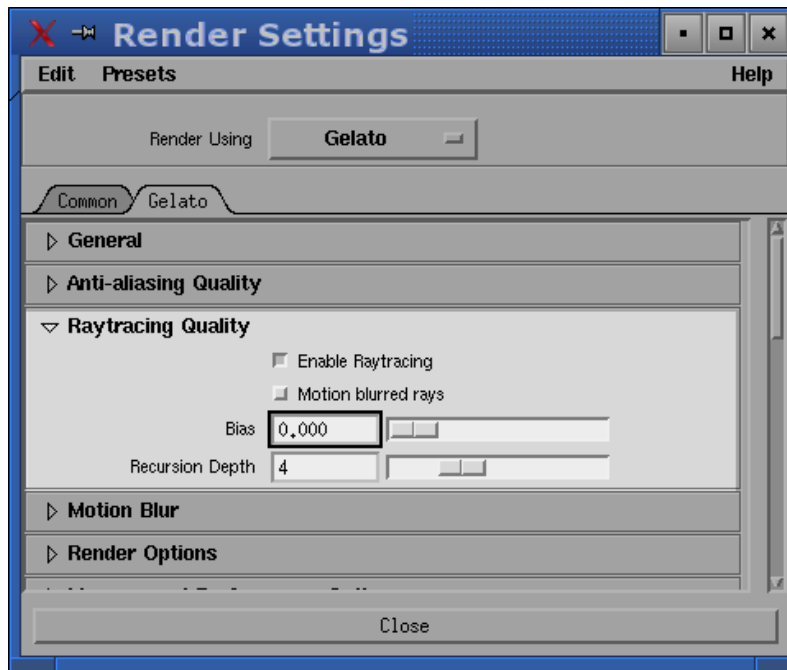 Render Settings
Edit Presets Help
Render Using Gelato
Common Gelato
General
Anti-aliasing Quality
Raytracing Quality
Enable Raytracing
Motion blurred rays
Bias 0.000
Recursion Depth 4
Motion Blur
Render Options
Close